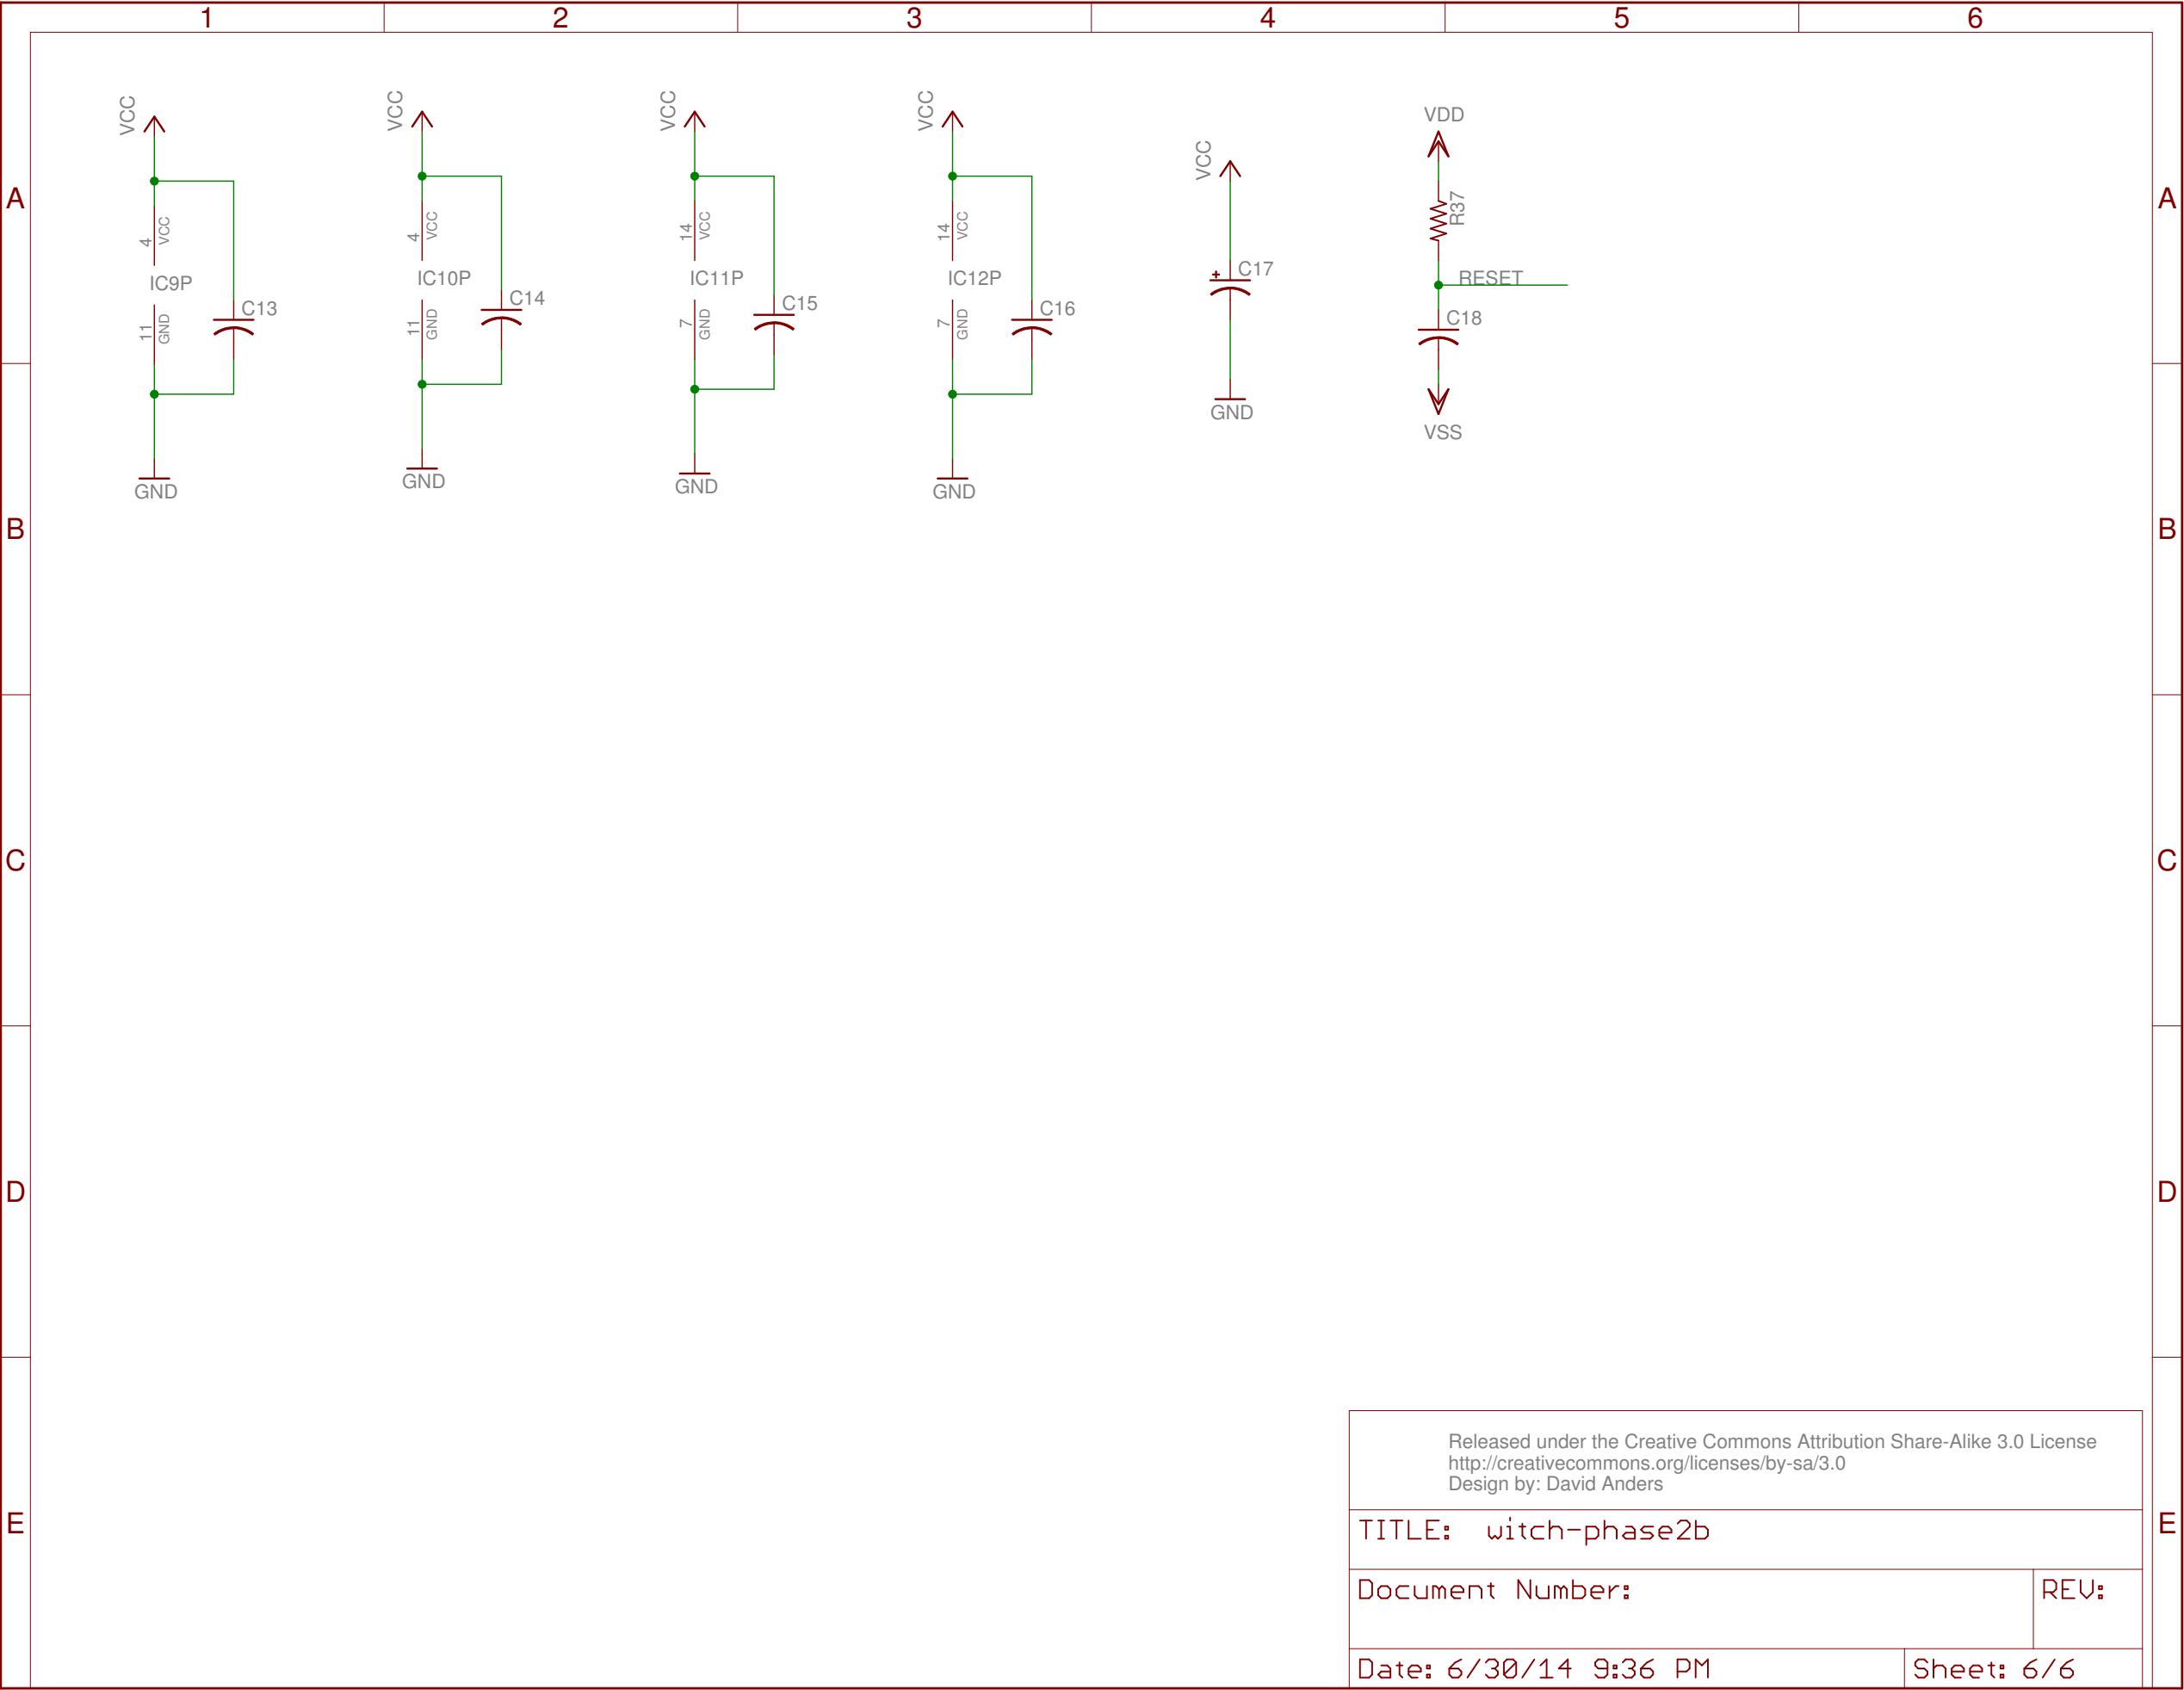 1 2 3 4 5 6
A A
B B
C C
D D
E E
VCC
4
VCC
IC9P
11
GND
C13
GND
VCC
4
VCC
IC10P
11
GND
C14
GND
VCC
14
VCC
IC11P
7
GND
C15
GND
VCC
14
VCC
IC12P
7
GND
C16
GND
VCC
+
C17
GND
VDD
R37
RESET
C18
VSS
Released under the Creative Commons Attribution Share-Alike 3.0 License
http://creativecommons.org/licenses/by-sa/3.0
Design by: David Anders
TITLE: witch-phase2b
Document Number:
REV:
Date: 6/30/14 9:36 PM
Sheet: 6/6